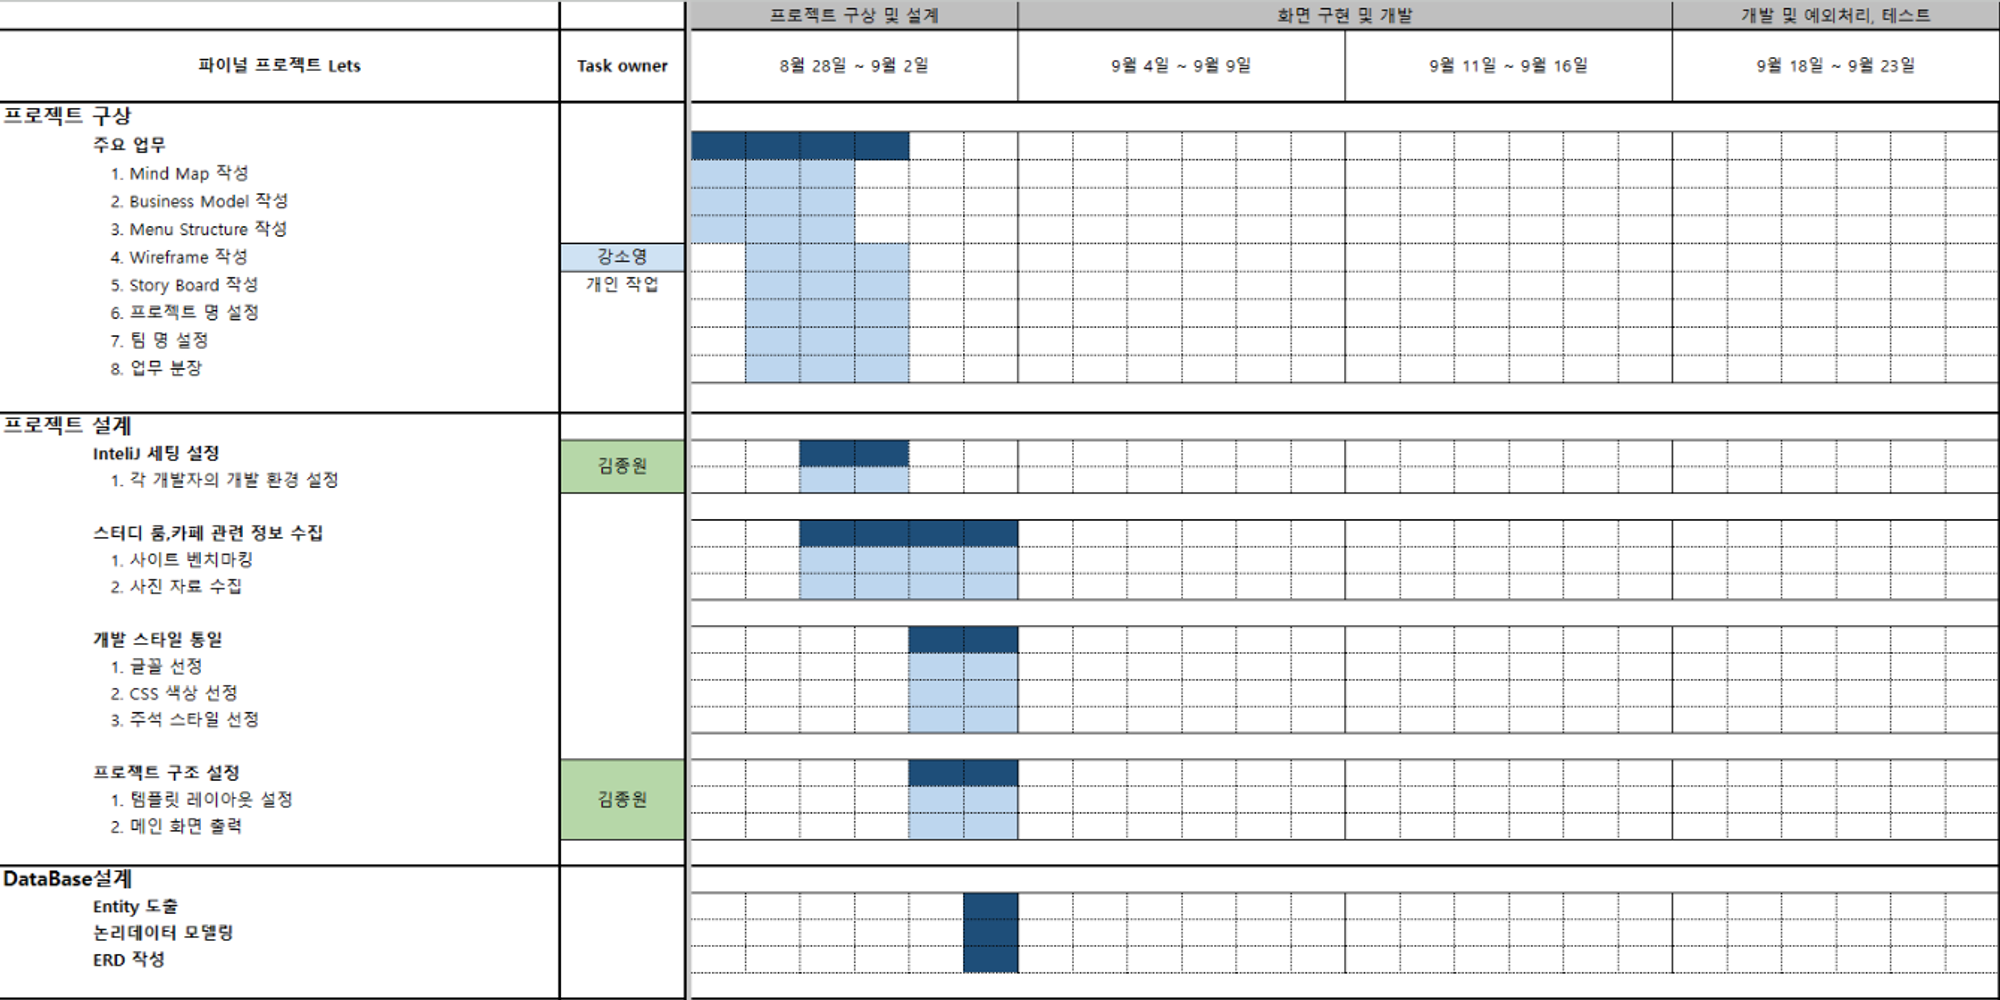 프로젝트 구상 및 설계 화면 구현 및 개발 개발 및 예외처리, 테스트
파이널 프로젝트 Lets Task owner 8월 28일 ~ 9월 2일 9월 4일 ~ 9월 9일 9월 11일 ~ 9월 16일 9월 18일 ~ 9월 23일
프로젝트 구상
주요 업무
1. Mind Map 작성
2. Business Model 작성
3. Menu Structure 작성
4. Wireframe 작성 강소영
5. Story Board 작성 개인 작업
6. 프로젝트 명 설정
7. 팀 명 설정
8. 업무 분장
프로젝트 설계
InteliJ 세팅 설정
김종원
1. 각 개발자의 개발 환경 설정
스터디 룸,카페 관련 정보 수집
1. 사이트 벤치마킹
2. 사진 자료 수집
개발 스타일 통일
1. 글꼴 선정
2. CSS 색상 선정
3. 주석 스타일 선정
프로젝트 구조 설정
1. 템플릿 레이아웃 설정 김종원
2. 메인 화면 출력
DataBase설계
Entity 도출
논리데이터 모델링
ERD 작성